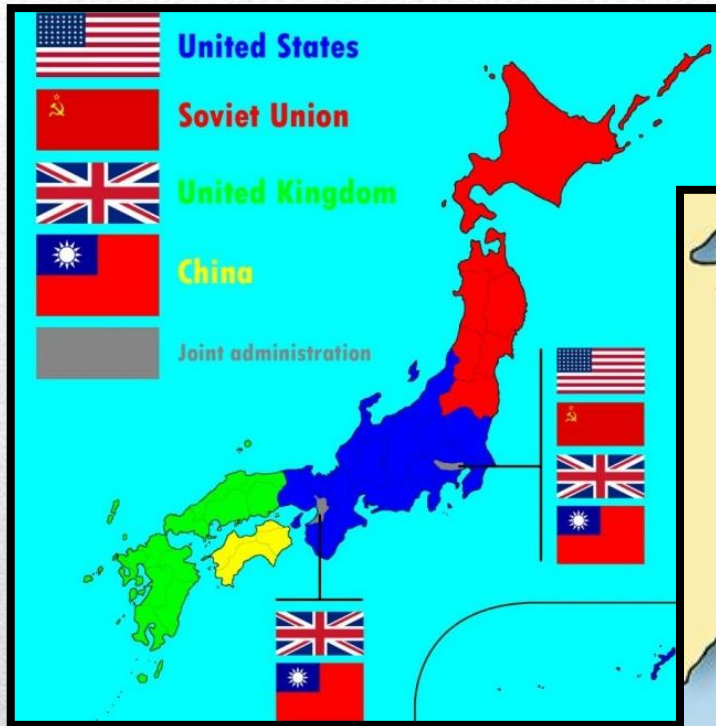 United States
Soviet Union
United Kingdom
China
Joint administration